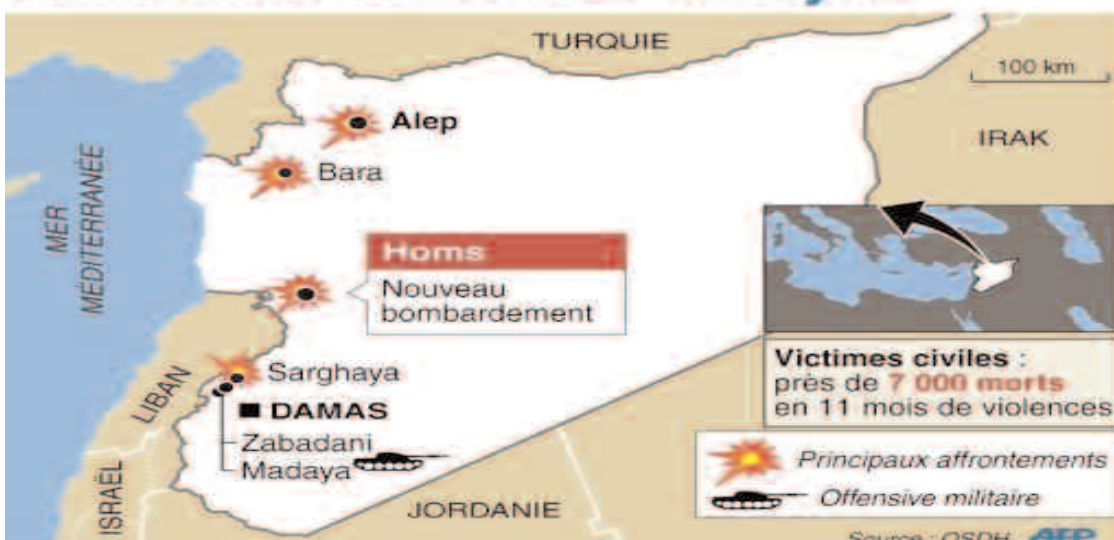 TURQUIE
100 km
Alep
IRAK
Bara
MER
MÉDITERRANÉE
Homs
Nouveau
bombardement
Victimes civiles :
près de 7 000 morts
en 11 mois de violences
Sarghaya
LIBAN
DAMAS
Zabadani
Madaya
Principaux affrontements
Offensive militaire
ISRAËL
JORDANIE
Source : OSDH AFP